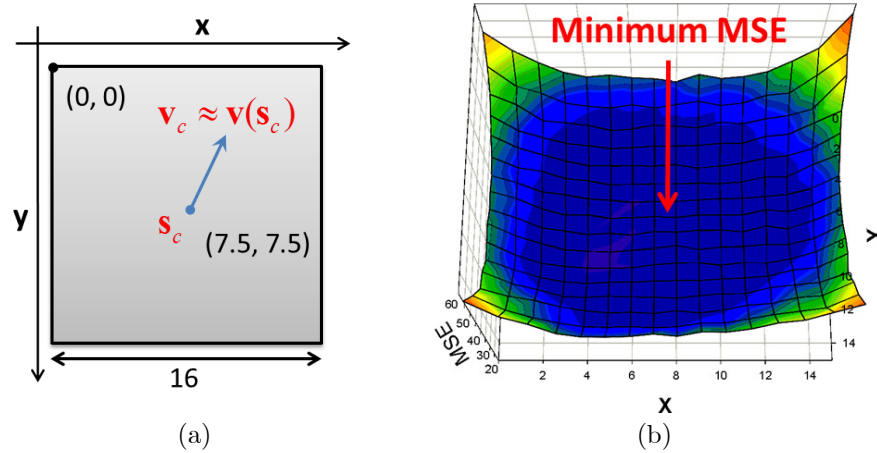 x
(0, 0)
v_c ≈ v(s_c)
y
s_c
(7.5, 7.5)
16
(a)
Minimum MSE
0
2
4
6
8
10
12
14
Y
60
50
40
30
20
MSE
2 4 6 8 10 12 14
X
(b)